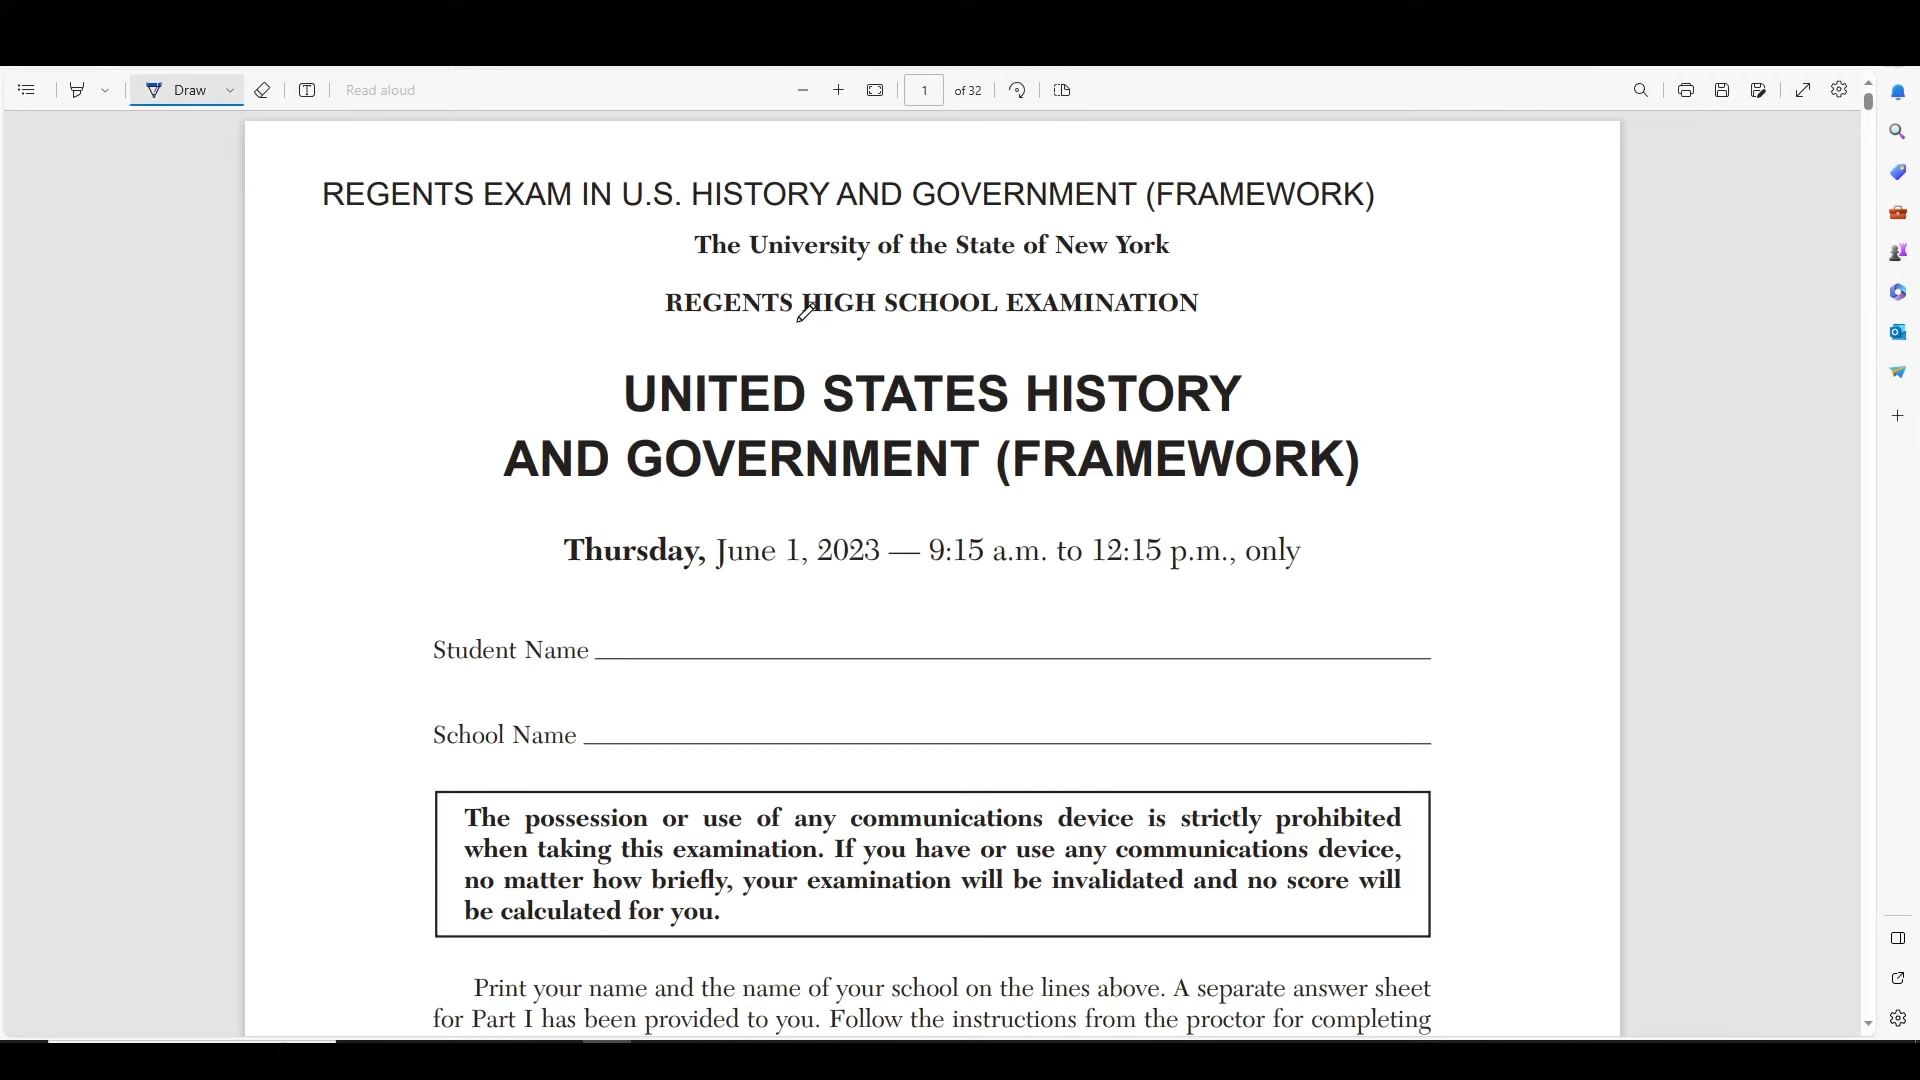 Draw
Read aloud
1 of 32
REGENTS EXAM IN U.S. HISTORY AND GOVERNMENT (FRAMEWORK)
The University of the State of New York
REGENTS HIGH SCHOOL EXAMINATION
UNITED STATES HISTORY
AND GOVERNMENT (FRAMEWORK)
Thursday, June 1, 2023 — 9:15 a.m. to 12:15 p.m., only
Student Name
School Name
The possession or use of any communications device is strictly prohibited
when taking this examination. If you have or use any communications device,
no matter how briefly, your examination will be invalidated and no score will
be calculated for you.
Print your name and the name of your school on the lines above. A separate answer sheet
for Part I has been provided to you. Follow the instructions from the proctor for completing